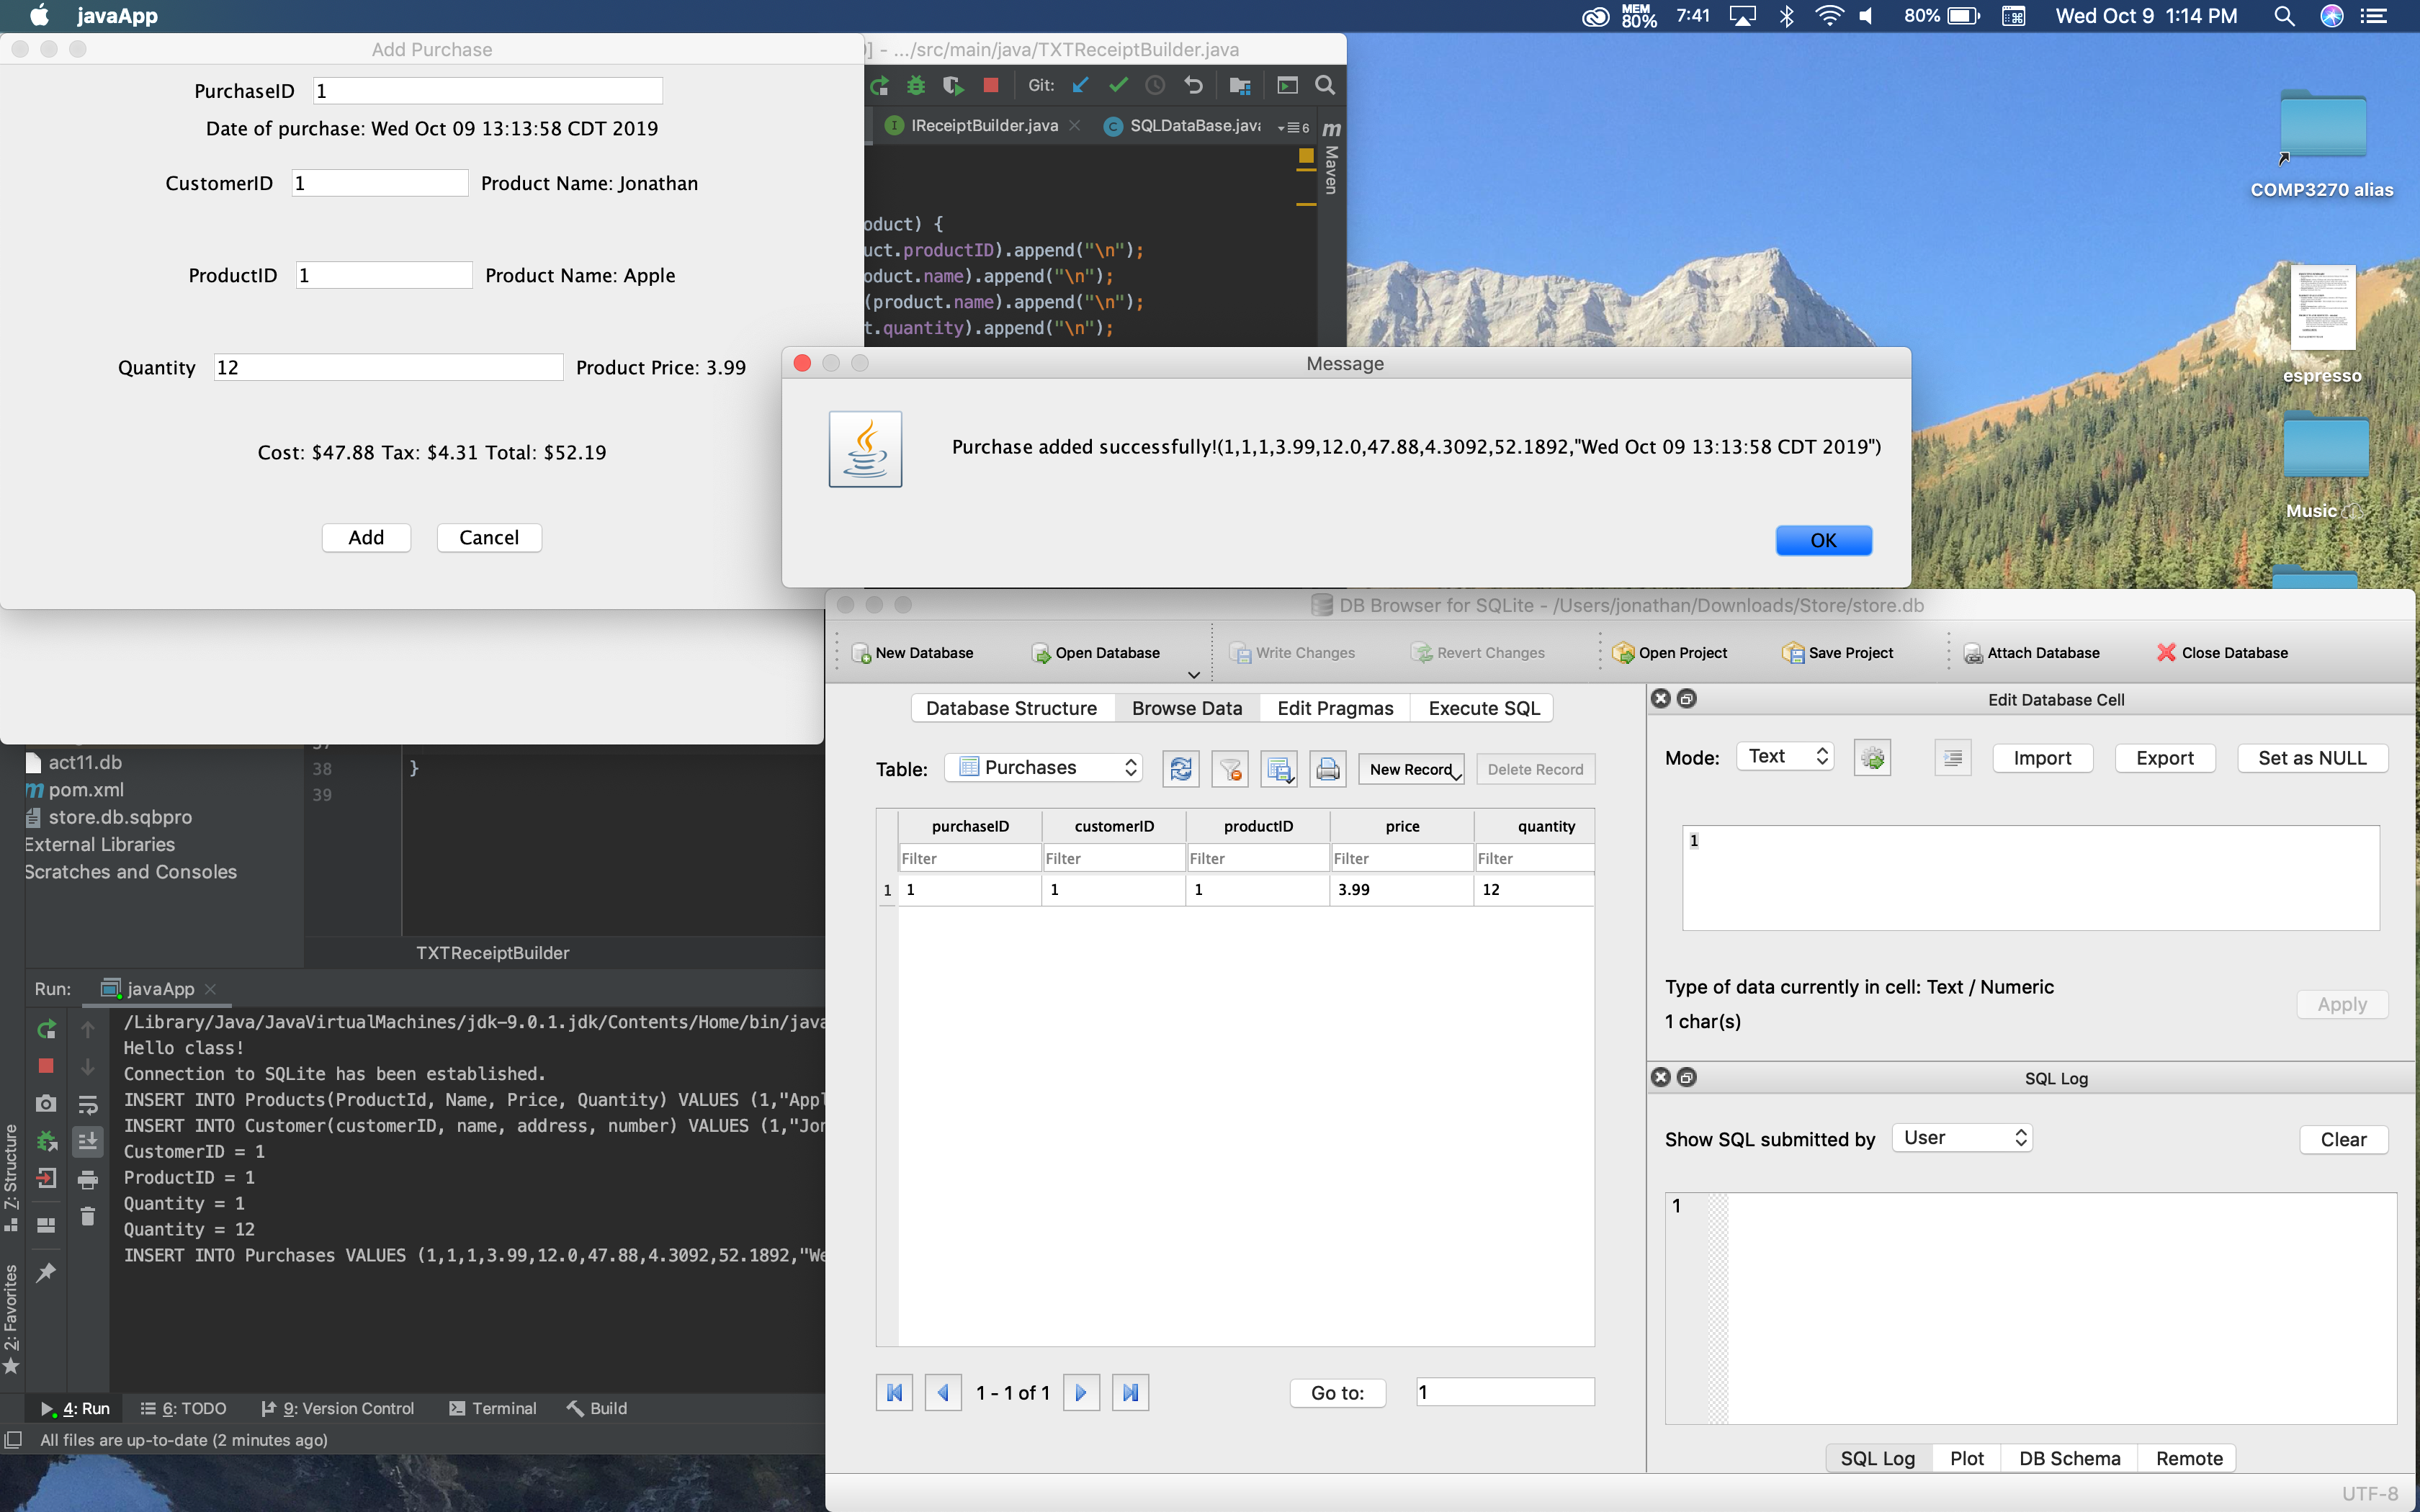 javaApp
MEM 80%
7:41
80%
Wed Oct 9 1:14 PM
Add Purchase
PurchaseID 1
Date of purchase: Wed Oct 09 13:13:58 CDT 2019
CustomerID 1 Product Name: Jonathan
ProductID 1 Product Name: Apple
Quantity 12 Product Price: 3.99
Cost: $47.88 Tax: $4.31 Total: $52.19
Add Cancel
] - .../src/main/java/TXTReceiptBuilder.java
Git:
IReceiptBuilder.java SQLDataBase.java 6
m Maven
oduct) {
uct.productID).append("\n");
oduct.name).append("\n");
(product.name).append("\n");
t.quantity).append("\n");
COMP3270 alias
espresso
Music
Message
Purchase added successfully!(1,1,1,3.99,12.0,47.88,4.3092,52.1892,"Wed Oct 09 13:13:58 CDT 2019")
OK
act11.db
pom.xml
store.db.sqbpro
External Libraries
Scratches and Consoles
37
38 }
39
TXTReceiptBuilder
Run: javaApp
/Library/Java/JavaVirtualMachines/jdk-9.0.1.jdk/Contents/Home/bin/java
Hello class!
Connection to SQLite has been established.
INSERT INTO Products(ProductId, Name, Price, Quantity) VALUES (1,"Appl
INSERT INTO Customer(customerID, name, address, number) VALUES (1,"Jon
CustomerID = 1
ProductID = 1
Quantity = 1
Quantity = 12
INSERT INTO Purchases VALUES (1,1,1,3.99,12.0,47.88,4.3092,52.1892,"We
Z: Structure
2: Favorites
4: Run 6: TODO 9: Version Control Terminal Build
All files are up-to-date (2 minutes ago)
DB Browser for SQLite - /Users/jonathan/Downloads/Store/store.db
New Database Open Database Write Changes Revert Changes Open Project Save Project Attach Database Close Database
Database Structure Browse Data Edit Pragmas Execute SQL
Table: Purchases New Record Delete Record
purchaseID customerID productID price quantity
Filter Filter Filter Filter Filter
1 1 1 1 3.99 12
1 - 1 of 1 Go to: 1
Edit Database Cell
Mode: Text Import Export Set as NULL
1
Type of data currently in cell: Text / Numeric
1 char(s)
Apply
SQL Log
Show SQL submitted by User Clear
1
SQL Log Plot DB Schema Remote
UTF-8